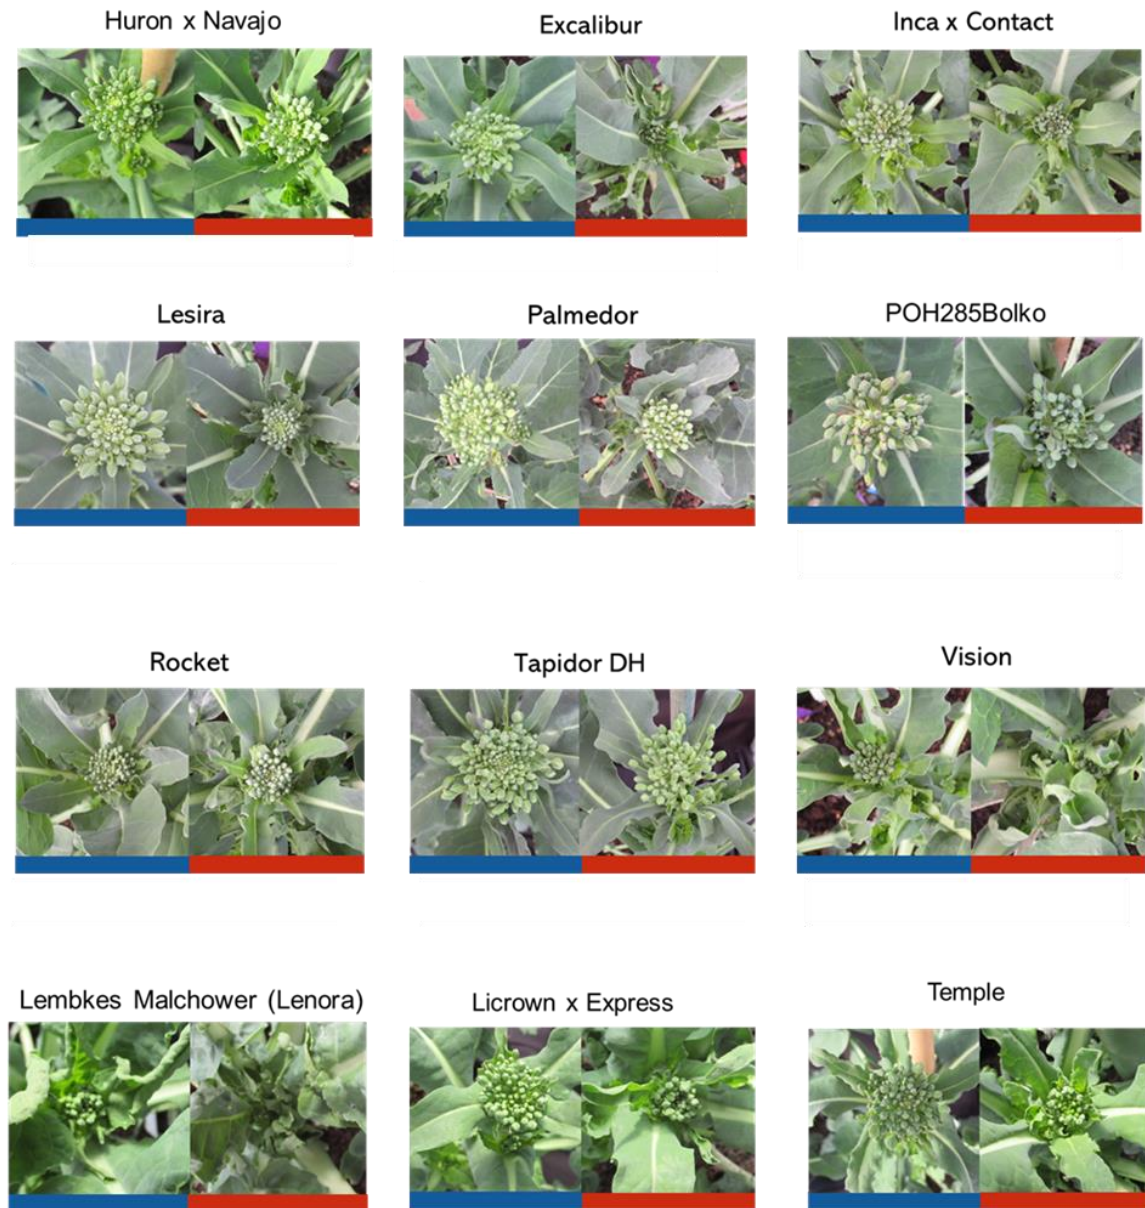 Huron x Navajo
Excalibur
Inca x Contact
Lesira
Palmedor
POH285Bolko
Rocket
Tapidor DH
Vision
Lembkes Malchower (Lenora)
Licrown x Express
Temple